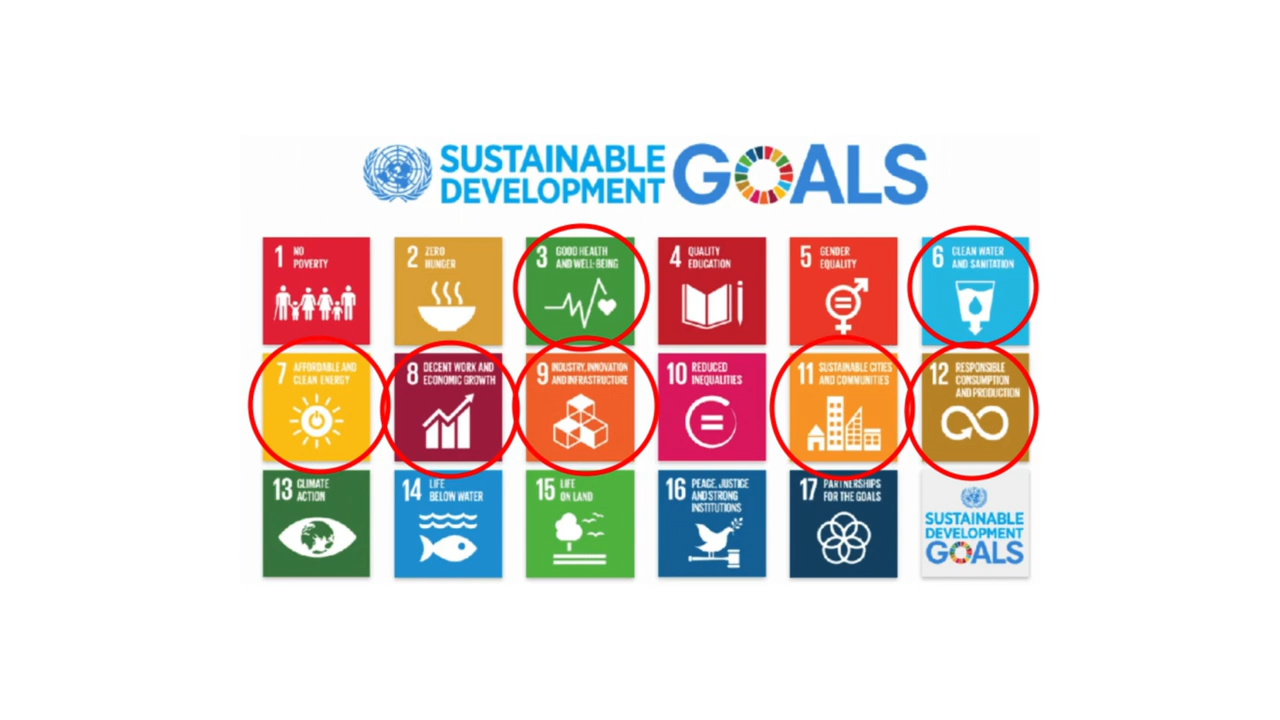 SUSTAINABLE
DEVELOPMENT
GOALS
1 NO
POVERTY
2 ZERO
HUNGER
3 GOOD HEALTH
AND WELL-BEING
4 QUALITY
EDUCATION
5 GENDER
EQUALITY
6 CLEAN WATER
AND SANITATION
7 AFFORDABLE AND
CLEAN ENERGY
8 DECENT WORK AND
ECONOMIC GROWTH
9 INDUSTRY, INNOVATION
AND INFRASTRUCTURE
10 REDUCED
INEQUALITIES
11 SUSTAINABLE CITIES
AND COMMUNITIES
12 RESPONSIBLE
CONSUMPTION
AND PRODUCTION
13 CLIMATE
ACTION
14 LIFE
BELOW WATER
15 LIFE
ON LAND
16 PEACE, JUSTICE
AND STRONG
INSTITUTIONS
17 PARTNERSHIPS
FOR THE GOALS
SUSTAINABLE
DEVELOPMENT
GOALS